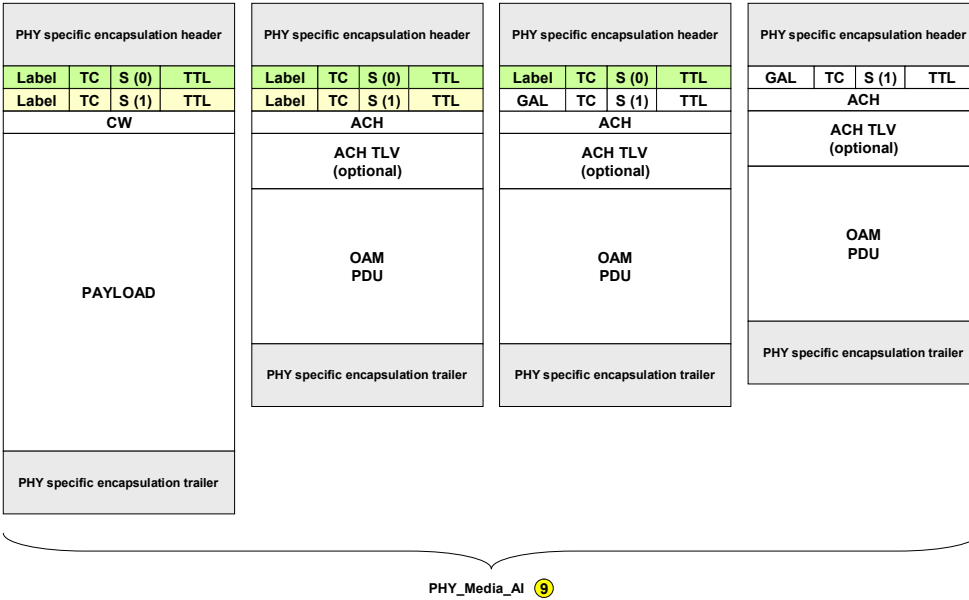 PHY specific encapsulation header
Label TC S (0) TTL
Label TC S (1) TTL
CW
PAYLOAD
PHY specific encapsulation trailer
PHY specific encapsulation header
Label TC S (0) TTL
Label TC S (1) TTL
ACH
ACH TLV
(optional)
OAM
PDU
PHY specific encapsulation trailer
PHY specific encapsulation header
Label TC S (0) TTL
GAL TC S (1) TTL
ACH
ACH TLV
(optional)
OAM
PDU
PHY specific encapsulation trailer
PHY specific encapsulation header
GAL TC S (1) TTL
ACH
ACH TLV
(optional)
OAM
PDU
PHY specific encapsulation trailer
PHY_Media_AI 9